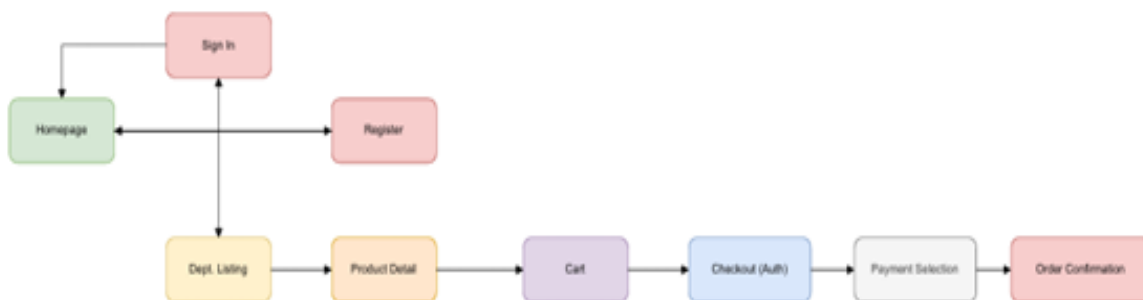 Sign In
Homepage
Register
Dept. Listing
Product Detail
Cart
Checkout (Auth)
Payment Selection
Order Confirmation